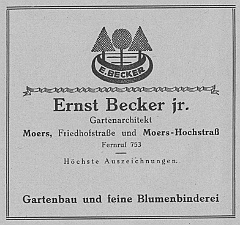 E. BECKER
Ernst Becker jr.
Gartenarchitekt
Moers, Friedhofstraße und Moers-Hochstraß
Fernruf 753
Höchste Auszeichnungen.
Gartenbau und feine Blumenbinderei